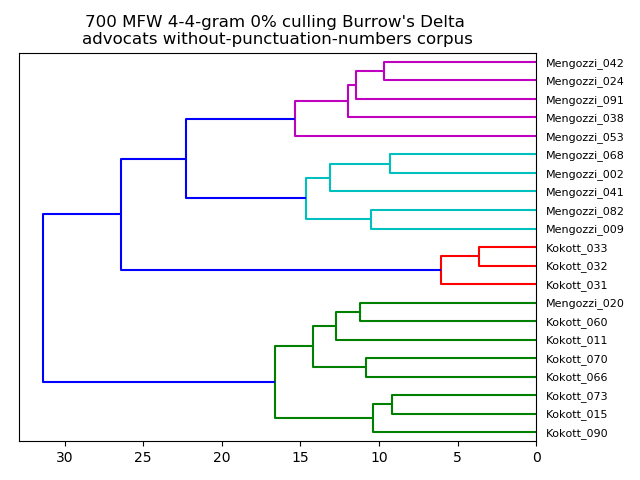 700 MFW 4-4-gram 0% culling Burrow's Delta
advocats without-punctuation-numbers corpus
Mengozzi_042
Mengozzi_024
Mengozzi_091
Mengozzi_038
Mengozzi_053
Mengozzi_068
Mengozzi_002
Mengozzi_041
Mengozzi_082
Mengozzi_009
Kokott_033
Kokott_032
Kokott_031
Mengozzi_020
Kokott_060
Kokott_011
Kokott_070
Kokott_066
Kokott_073
Kokott_015
Kokott_090
30 25 20 15 10 5 0